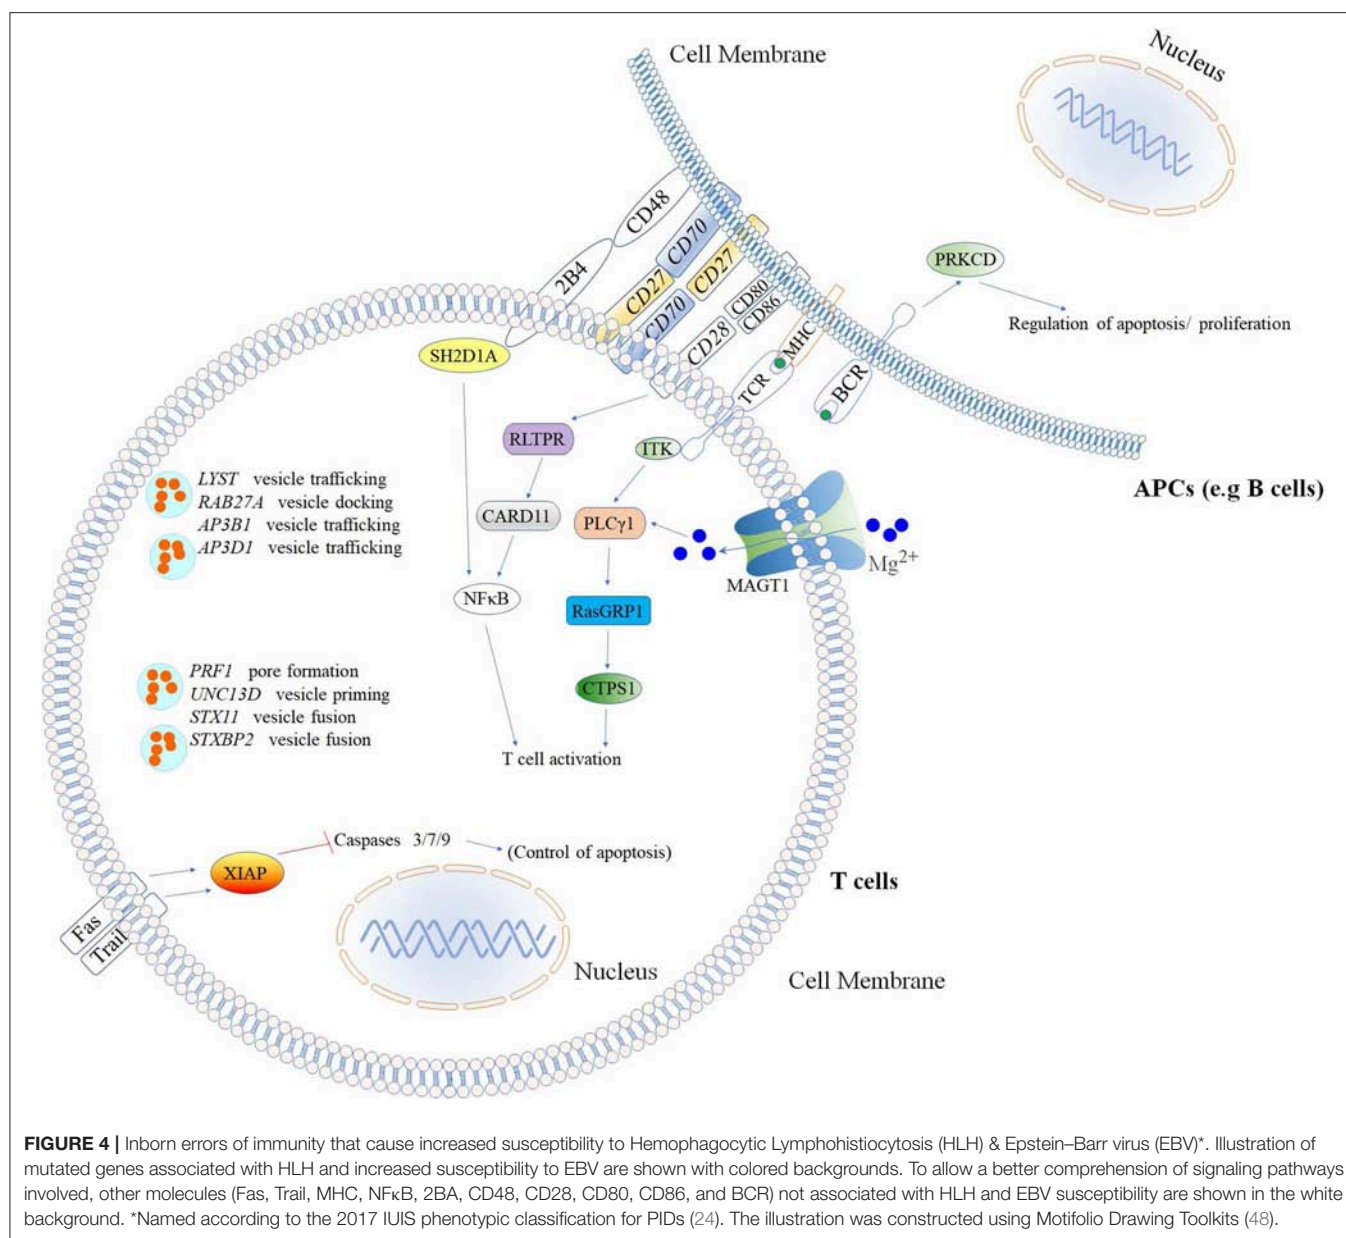 Cell Membrane
Nucleus
CD48
2B4
CD70
CD27
CD27
CD70
CD80
CD86
CD28
MHC
TCR
BCR
PRKCD
Regulation of apoptosis/ proliferation
SH2D1A
RLTPR
ITK
APCs (e.g B cells)
LYST vesicle trafficking
RAB27A vesicle docking
AP3B1 vesicle trafficking
AP3D1 vesicle trafficking
CARD11
PLCγ1
Mg2+
MAGT1
NFκB
RasGRP1
PRF1 pore formation
UNC13D vesicle priming
STX11 vesicle fusion
STXBP2 vesicle fusion
CTPS1
T cell activation
Caspases 3/7/9
(Control of apoptosis)
XIAP
T cells
Fas
Trail
Nucleus
Cell Membrane
FIGURE 4 | Inborn errors of immunity that cause increased susceptibility to Hemophagocytic Lymphohistiocytosis (HLH) & Epstein–Barr virus (EBV)*. Illustration of
mutated genes associated with HLH and increased susceptibility to EBV are shown with colored backgrounds. To allow a better comprehension of signaling pathways
involved, other molecules (Fas, Trail, MHC, NFκB, 2BA, CD48, CD28, CD80, CD86, and BCR) not associated with HLH and EBV susceptibility are shown in the white
background. *Named according to the 2017 IUIS phenotypic classification for PIDs (24). The illustration was constructed using Motifolio Drawing Toolkits (48).